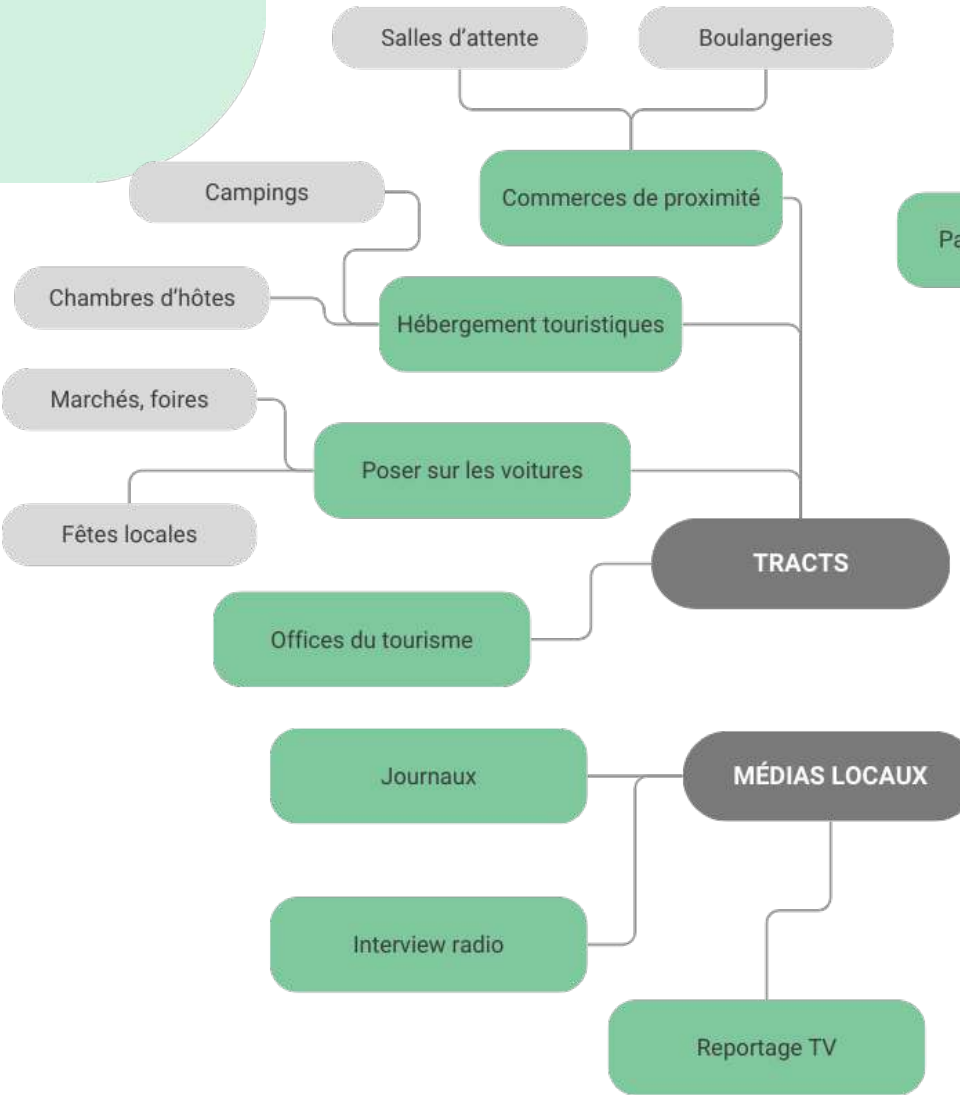 Salles d'attente
Boulangeries
Campings
Commerces de proximité
Chambres d'hôtes
Hébergement touristiques
Marchés, foires
Poser sur les voitures
Fêtes locales
TRACTS
Offices du tourisme
Journaux
MÉDIAS LOCAUX
Interview radio
Reportage TV